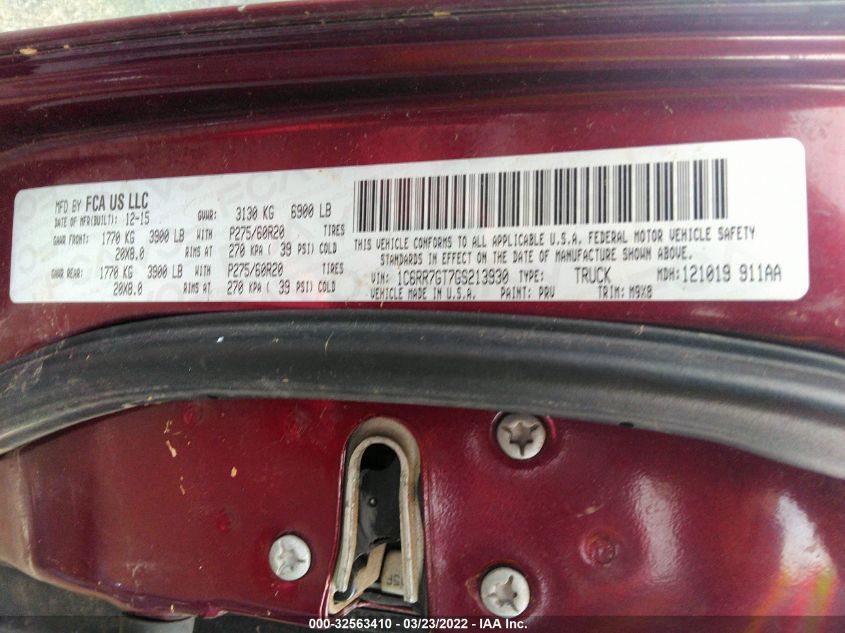 MFD BY FCA US LLC
DATE OF MFR(BUILT): 12-15 GVWR: 3130 KG 6900 LB
GAWR FRONT: 1770 KG 3900 LB WITH P275/60R20 TIRES
20X8.0 RIMS AT 270 KPA ( 39 PSI) COLD
GAWR REAR: 1770 KG 3900 LB WITH P275/60R20 TIRES
20X8.0 RIMS AT 270 KPA ( 39 PSI) COLD
THIS VEHICLE CONFORMS TO ALL APPLICABLE U.S.A. FEDERAL MOTOR VEHICLE SAFETY
STANDARDS IN EFFECT ON THE DATE OF MANUFACTURE SHOWN ABOVE.
VIN: 1C6RR7GT7GS213930 TYPE: TRUCK MDH: 121019 911AA
VEHICLE MADE IN U.S.A. PAINT: PRV TRIM: M9X8
000-32563410 - 03/23/2022 - IAA Inc.